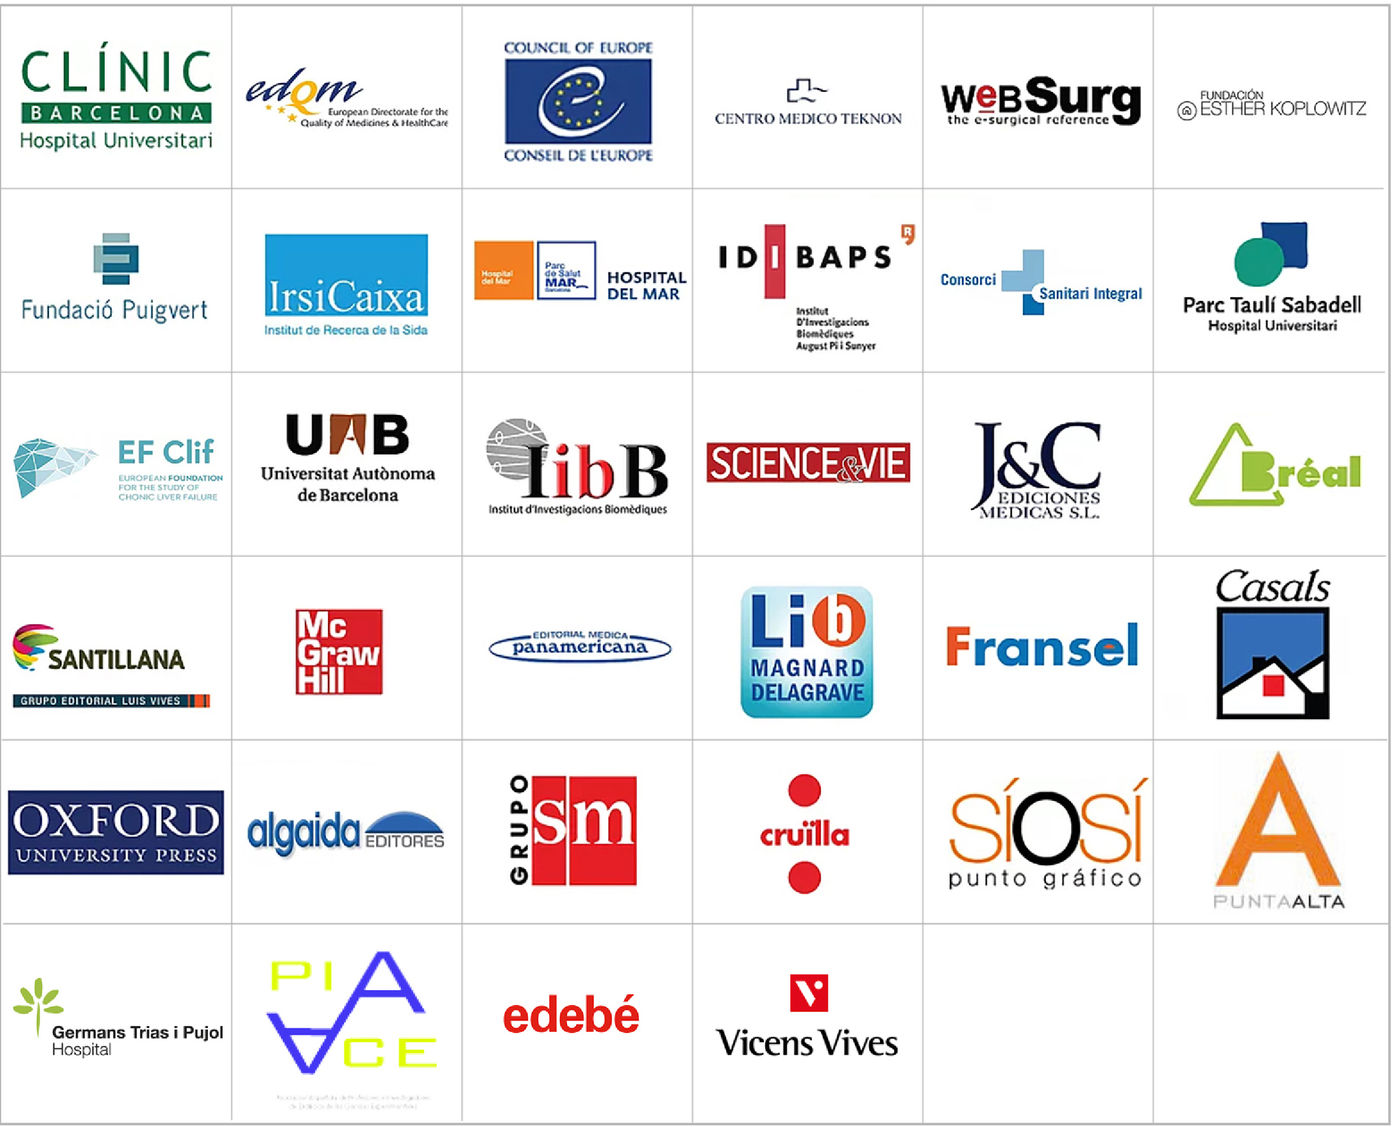 CLÍNIC
BARCELONA
Hospital Universitari
edqm
European Directorate for the
Quality of Medicines & HealthCare
COUNCIL OF EUROPE
CONSEIL DE L'EUROPE
CENTRO MEDICO TEKNON
WeBSurg
the e-surgical reference
FUNDACIÓN
ESTHER KOPLOWITZ
Fundació Puigvert
IrsiCaixa
Institut de Recerca de la Sida
Hospital
del Mar
Parc
de Salut
MAR
Barcelona
HOSPITAL
DEL MAR
IDIBAPS
R
Institut
D'Investigacions
Biomèdiques
August Pi i Sunyer
Consorci
Sanitari Integral
Parc Taulí Sabadell
Hospital Universitari
EF Clif
EUROPEAN FOUNDATION
FOR THE STUDY OF
CHONIC LIVER FAILURE
UAB
Universitat Autònoma
de Barcelona
IibB
Institut d'Investigacions Biomèdiques
SCIENCE&VIE
J&C
EDICIONES
MEDICAS S.L.
Bréal
SANTILLANA
GRUPO EDITORIAL LUIS VIVES
Mc
Graw
Hill
EDITORIAL MEDICA
panamericana
Lib
MAGNARD
DELAGRAVE
Fransel
Casals
OXFORD
UNIVERSITY PRESS
algaida
EDITORES
GRUPO
sm
cruïlla
SÍOSÍ
punto gráfico
A
PUNTAALTA
Germans Trias i Pujol
Hospital
PI A
A CE
edebé
V
Vicens Vives